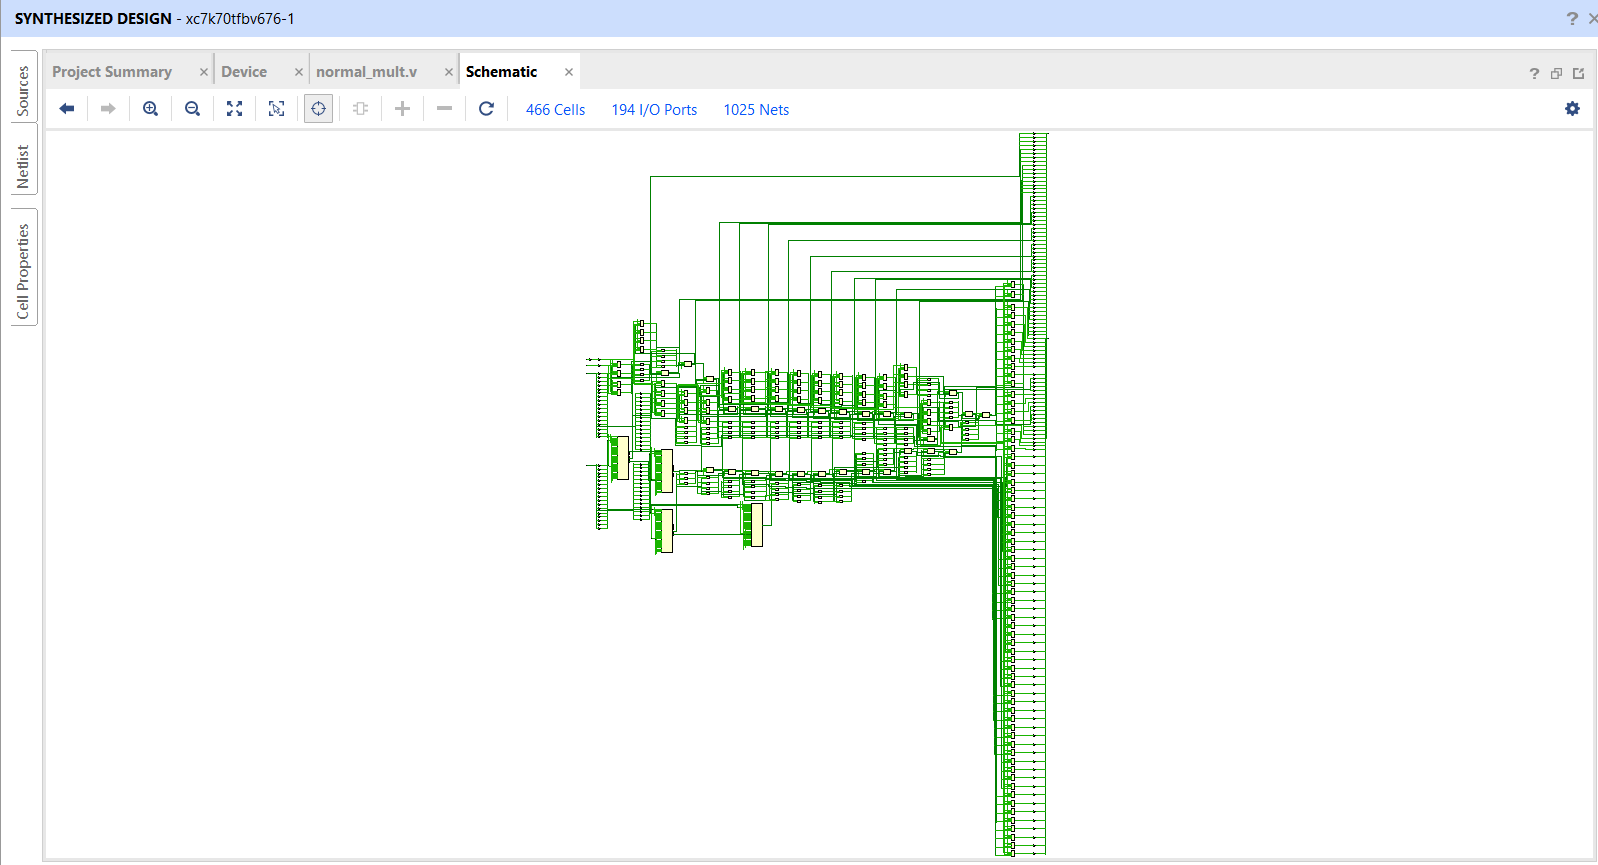 SYNTHESIZED DESIGN - xc7k70tfbv676-1
Sources
Netlist
Cell Properties
Project Summary
Device
normal_mult.v
Schematic
466 Cells
194 I/O Ports
1025 Nets